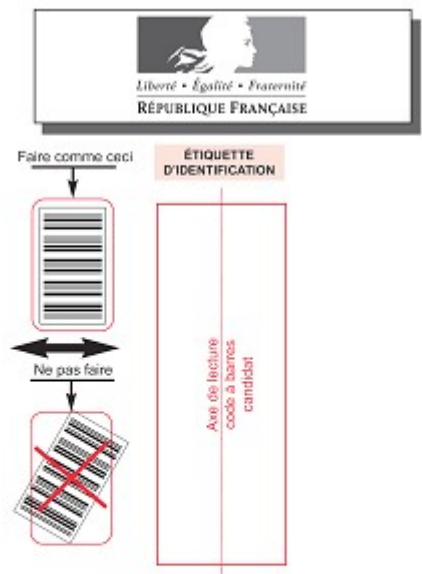 Liberté • Égalité • Fraternité
RÉPUBLIQUE FRANÇAISE
Faire comme ceci
ÉTIQUETTE
D'IDENTIFICATION
Ne pas faire
Axe de lecture
code à barres
candidat